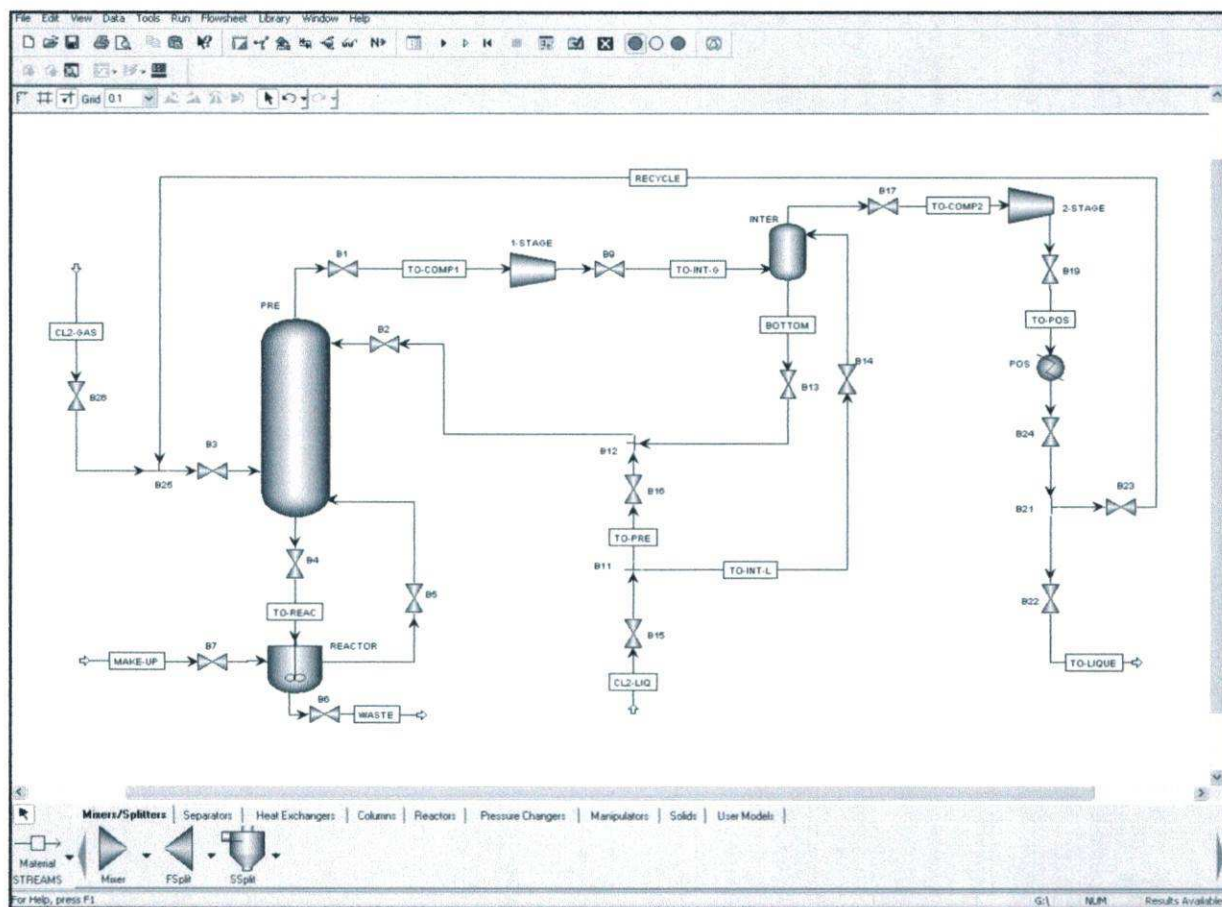 File Edit View Data Tools Run Flowsheet Library Window Help
N>
Grid 0.1
RECYCLE
B17
TO-COMP2
2-STAGE
INTER
1-STAGE
B1
TO-COMP1
B9
TO-INT-G
B19
PRE
CL2-GAS
B2
BOTTOM
TO-POS
POS
B13
B14
B26
B24
B3
B12
B25
B16
B23
B21
TO-PRE
B4
B11
TO-INT-L
B5
B22
TO-REAC
B7
REACTOR
B15
MAKE-UP
TO-LIQUE
CL2-LIQ
B6
WASTE
Mixers/Splitters Separators Heat Exchangers Columns Reactors Pressure Changers Manipulators Solids User Models
Material
STREAMS Mixer FSplit SSplit
For Help, press F1 G:\ NUM Results Available